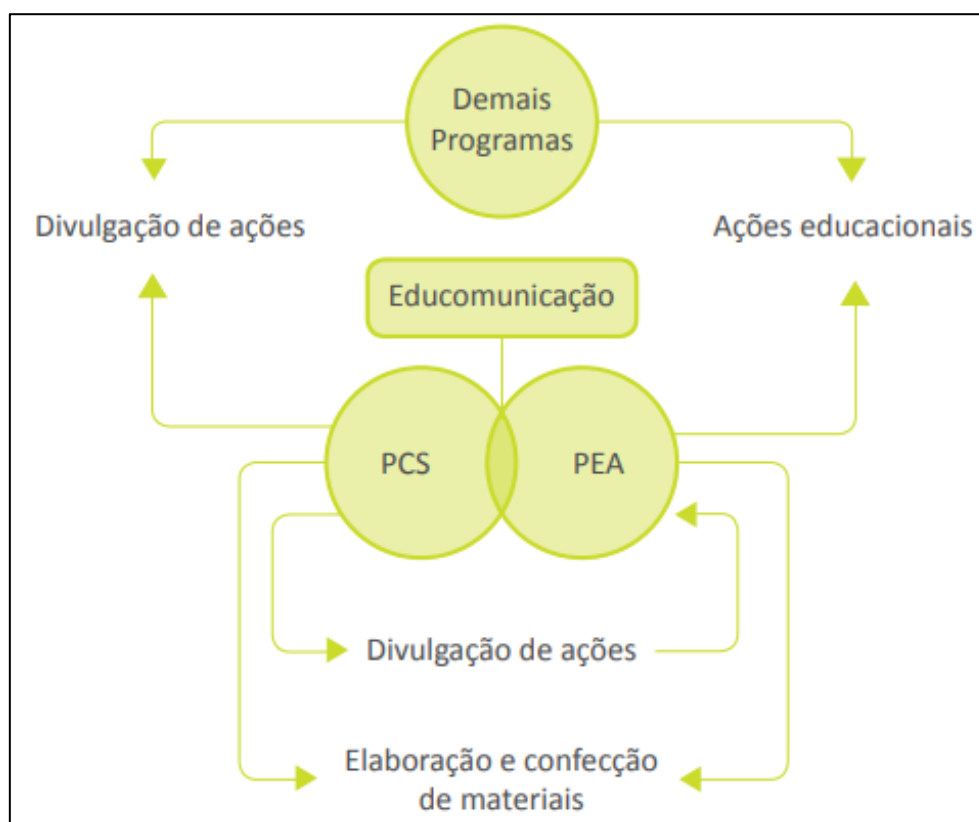 Demais
Programas
Divulgação de ações
Ações educacionais
Educomunicação
PCS
PEA
Divulgação de ações
Elaboração e confecção
de materiais